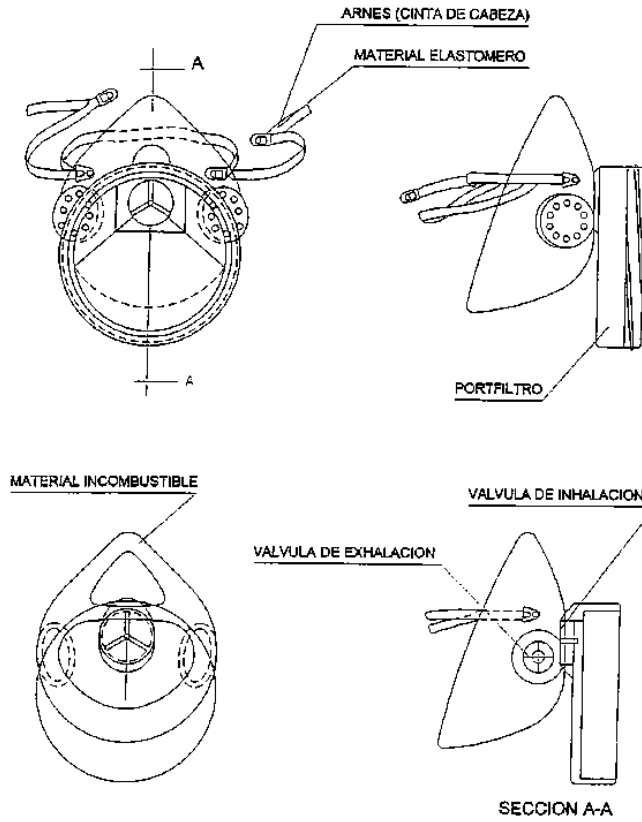 ARNES (CINTA DE CABEZA)
MATERIAL ELASTOMERO
A
PORTFILTRO
A
MATERIAL INCOMBUSTIBLE
VALVULA DE INHALACION
VALVULA DE EXHALACION
SECCION A-A